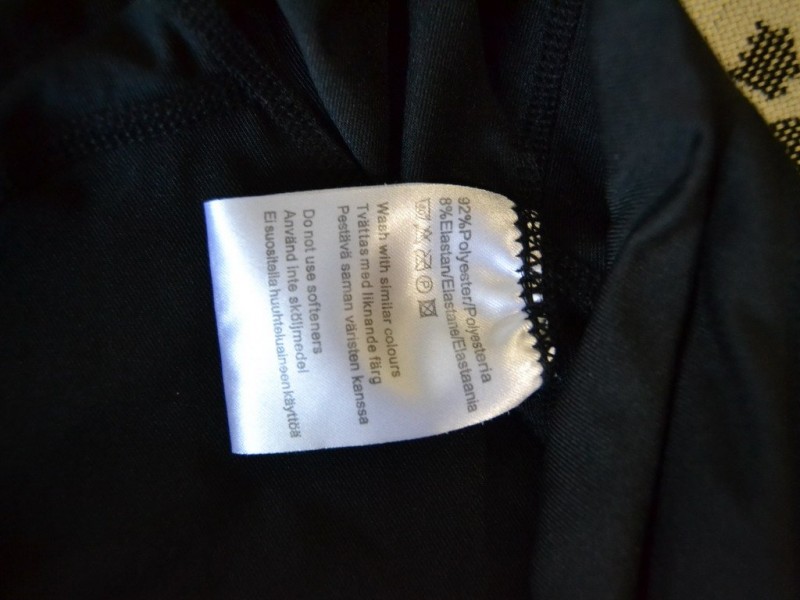 92%Polyester/Polyesteria
8%Elastan/Elastane/Elastaania
Wash with similar colours
Tvättas med liknande färg
Pestävä saman väristen kanssa
Do not use softeners
Använd inte sköljmedel
Ei suositella huuhteluaineen käyttöä